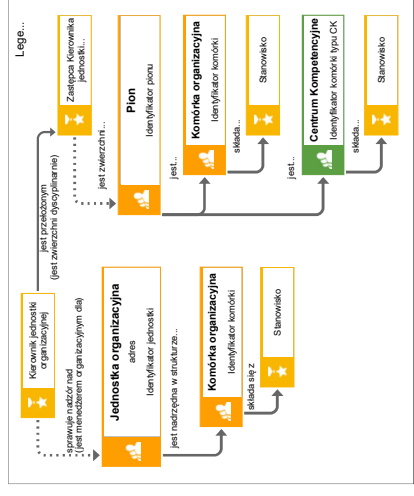 Lege...
Kierownik jednostki
organizacyjnej
jest przełożonym
(jest zwierzchni dyscyplinarnie)
Zastępca Kierownika
jednostki...
sprawuje nadzór nad
(jest menedżerem organizacyjnym dla)
jest zwierzchni...
Jednostka organizacyjna
adres
Identyfikator jednostki
Pion
Identyfikator pionu
jest nadrzędna w strukturze...
jest...
Komórka organizacyjna
Identyfikator komórki
Komórka organizacyjna
Identyfikator komórki
składa się z
składa...
Stanowisko
Stanowisko
jest...
Centrum Kompetencyjne
Identyfikator komórki typu CK
składa...
Stanowisko